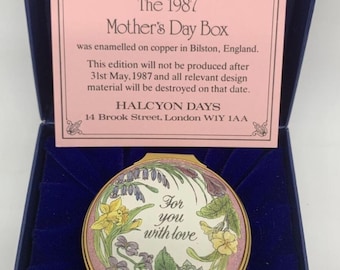 The 1987
Mother's Day Box
was enamelled on copper in Bilston, England.
This edition will not be produced after
31st May, 1987 and all relevant design
material will be destroyed on that date.
HALCYON DAYS
14 Brook Street, London W1Y 1AA
For
you
with love